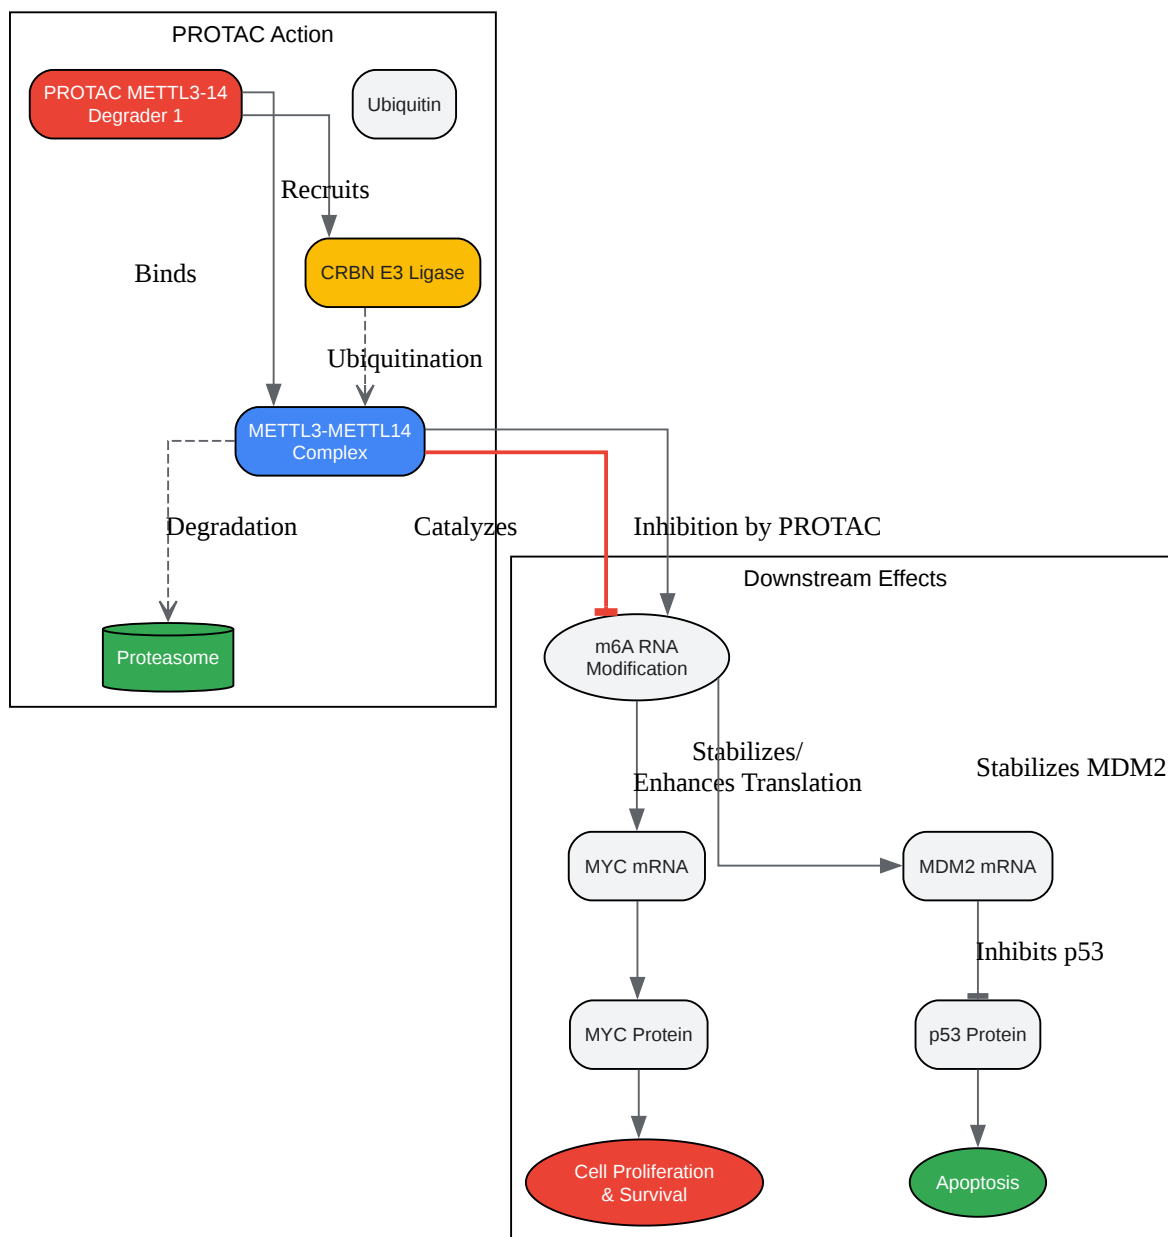 PROTAC Action
PROTAC METTL3-14
Degrader 1
Ubiquitin
Recruits
Binds
CRBN E3 Ligase
Ubiquitination
METTL3-METTL14
Complex
Degradation
Catalyzes
Inhibition by PROTAC
Downstream Effects
Proteasome
m6A RNA
Modification
Stabilizes/
Enhances Translation
Stabilizes MDM2
MYC mRNA
MDM2 mRNA
Inhibits p53
MYC Protein
p53 Protein
Cell Proliferation
& Survival
Apoptosis